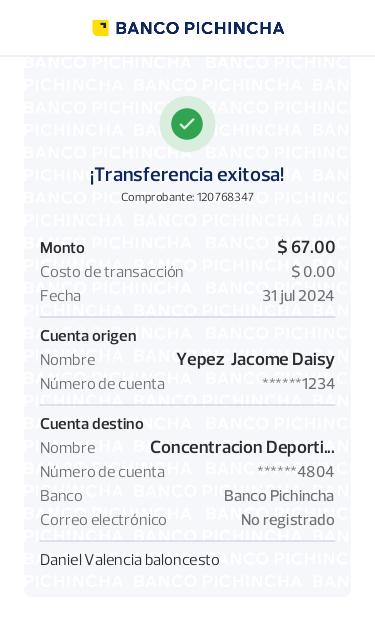 BANCO PICHINCHA
¡Transferencia exitosa!
Comprobante: 120768347
Monto $ 67.00
Costo de transacción $ 0.00
Fecha 31 jul 2024
Cuenta origen
Nombre Yepez Jacome Daisy
Número de cuenta ******1234
Cuenta destino
Nombre Concentracion Deporti...
Número de cuenta ******4804
Banco Banco Pichincha
Correo electrónico No registrado
Daniel Valencia baloncesto